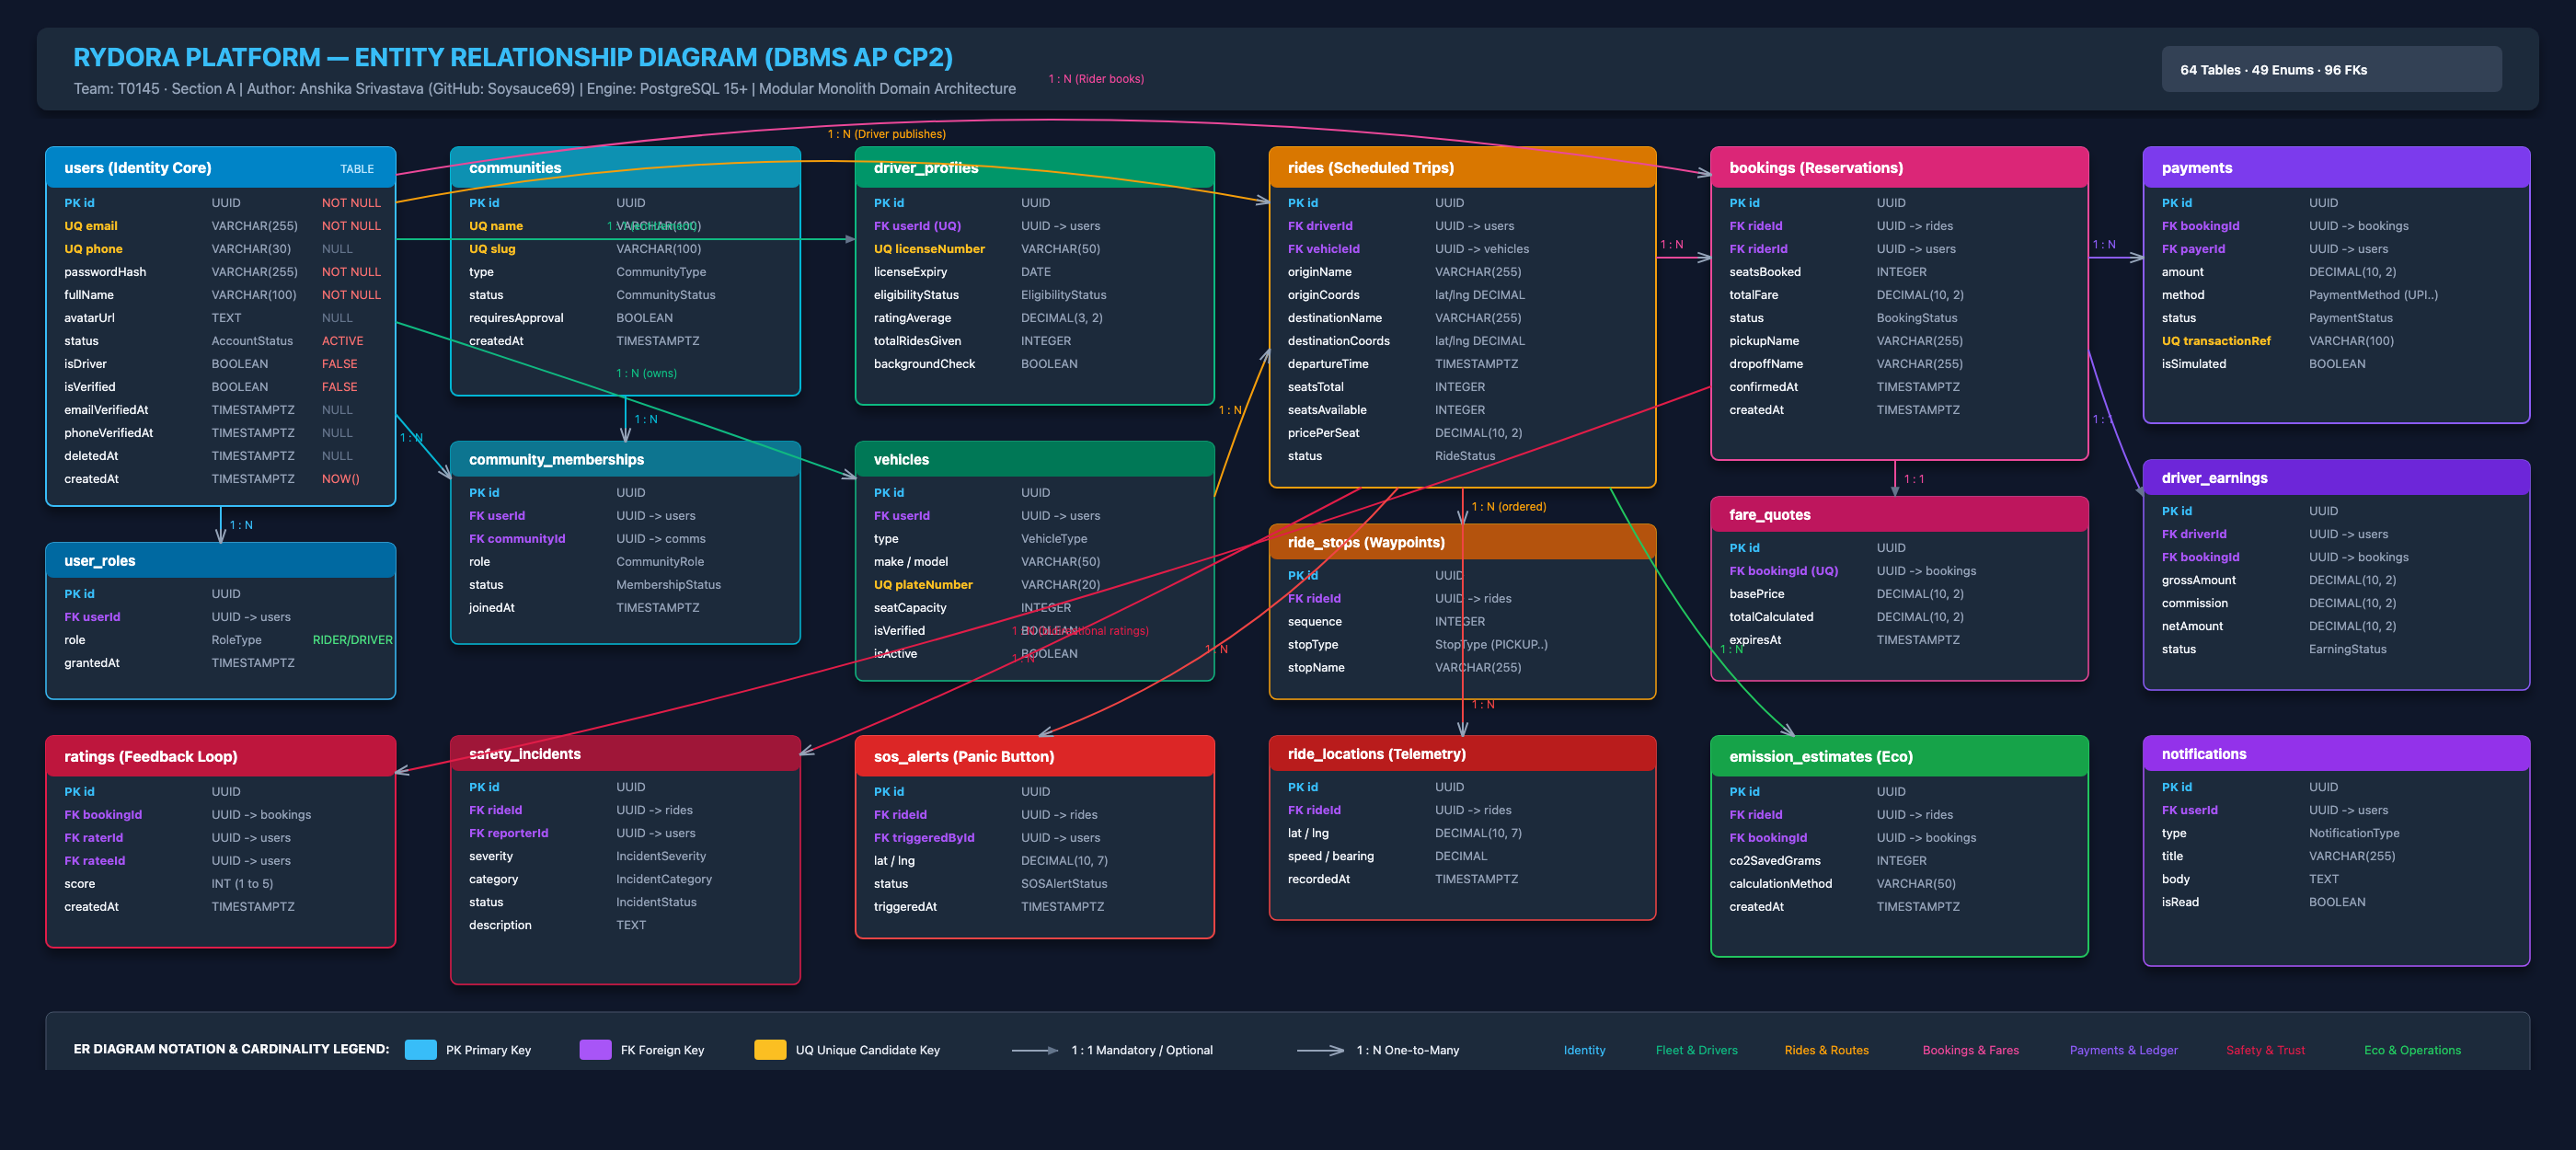 RYDORA PLATFORM — ENTITY RELATIONSHIP DIAGRAM (DBMS AP CP2)
Team: T0145 · Section A | Author: Anshika Srivastava (GitHub: Soysauce69) | Engine: PostgreSQL 15+ | Modular Monolith Domain Architecture
1 : N (Rider books)
64 Tables · 49 Enums · 96 FKs
1 : N (Driver publishes)
users (Identity Core) TABLE
PK id UUID NOT NULL
UQ email VARCHAR(255) NOT NULL
UQ phone VARCHAR(30) NULL
passwordHash VARCHAR(255) NOT NULL
fullName VARCHAR(100) NOT NULL
avatarUrl TEXT NULL
status AccountStatus ACTIVE
isDriver BOOLEAN FALSE
isVerified BOOLEAN FALSE
emailVerifiedAt TIMESTAMPTZ NULL
phoneVerifiedAt TIMESTAMPTZ NULL
deletedAt TIMESTAMPTZ NULL
createdAt TIMESTAMPTZ NOW()
1 : N
1 : N
communities
PK id UUID
UQ name VARCHAR(100)
UQ slug VARCHAR(100)
type CommunityType
status CommunityStatus
requiresApproval BOOLEAN
createdAt TIMESTAMPTZ
1 : N (owns)
1 : N
driver_profiles
PK id UUID
FK userId (UQ) UUID -> users
UQ licenseNumber VARCHAR(50)
licenseExpiry DATE
eligibilityStatus EligibilityStatus
ratingAverage DECIMAL(3, 2)
totalRidesGiven INTEGER
backgroundCheck BOOLEAN
1 : N
rides (Scheduled Trips)
PK id UUID
FK driverId UUID -> users
FK vehicleId UUID -> vehicles
originName VARCHAR(255)
originCoords lat/lng DECIMAL
destinationName VARCHAR(255)
destinationCoords lat/lng DECIMAL
departureTime TIMESTAMPTZ
seatsTotal INTEGER
seatsAvailable INTEGER
pricePerSeat DECIMAL(10, 2)
status RideStatus
1 : N
1 : N (ordered)
bookings (Reservations)
PK id UUID
FK rideId UUID -> rides
FK riderId UUID -> users
seatsBooked INTEGER
totalFare DECIMAL(10, 2)
status BookingStatus
pickupName VARCHAR(255)
dropoffName VARCHAR(255)
confirmedAt TIMESTAMPTZ
createdAt TIMESTAMPTZ
1 : N
1 : 1
payments
PK id UUID
FK bookingId UUID -> bookings
FK payerId UUID -> users
amount DECIMAL(10, 2)
method PaymentMethod (UPI..)
status PaymentStatus
UQ transactionRef VARCHAR(100)
isSimulated BOOLEAN
user_roles
PK id UUID
FK userId UUID -> users
role RoleType RIDER/DRIVER
grantedAt TIMESTAMPTZ
community_memberships
PK id UUID
FK userId UUID -> users
FK communityId UUID -> comms
role CommunityRole
status MembershipStatus
joinedAt TIMESTAMPTZ
vehicles
PK id UUID
FK userId UUID -> users
type VehicleType
make / model VARCHAR(50)
UQ plateNumber VARCHAR(20)
seatCapacity INTEGER
isVerified BOOLEAN
isActive BOOLEAN
1 : N
1 : N
ride_stops (Waypoints)
PK id UUID
FK rideId UUID -> rides
sequence INTEGER
stopType StopType (PICKUP..)
stopName VARCHAR(255)
1 : N
fare_quotes
PK id UUID
FK bookingId (UQ) UUID -> bookings
basePrice DECIMAL(10, 2)
totalCalculated DECIMAL(10, 2)
expiresAt TIMESTAMPTZ
1 : N
driver_earnings
PK id UUID
FK driverId UUID -> users
FK bookingId UUID -> bookings
grossAmount DECIMAL(10, 2)
commission DECIMAL(10, 2)
netAmount DECIMAL(10, 2)
status EarningStatus
ratings (Feedback Loop)
PK id UUID
FK bookingId UUID -> bookings
FK raterId UUID -> users
FK rateeId UUID -> users
score INT (1 to 5)
createdAt TIMESTAMPTZ
safety_incidents
PK id UUID
FK rideId UUID -> rides
FK reporterId UUID -> users
severity IncidentSeverity
category IncidentCategory
status IncidentStatus
description TEXT
sos_alerts (Panic Button)
PK id UUID
FK rideId UUID -> rides
FK triggeredById UUID -> users
lat / lng DECIMAL(10, 7)
status SOSAlertStatus
triggeredAt TIMESTAMPTZ
ride_locations (Telemetry)
PK id UUID
FK rideId UUID -> rides
lat / lng DECIMAL(10, 7)
speed / bearing DECIMAL
recordedAt TIMESTAMPTZ
emission_estimates (Eco)
PK id UUID
FK rideId UUID -> rides
FK bookingId UUID -> bookings
co2SavedGrams INTEGER
calculationMethod VARCHAR(50)
createdAt TIMESTAMPTZ
notifications
PK id UUID
FK userId UUID -> users
type NotificationType
title VARCHAR(255)
body TEXT
isRead BOOLEAN
ER DIAGRAM NOTATION & CARDINALITY LEGEND: PK Primary Key FK Foreign Key UQ Unique Candidate Key 1 : 1 Mandatory / Optional 1 : N One-to-Many Identity Fleet & Drivers Rides & Routes Bookings & Fares Payments & Ledger Safety & Trust Eco & Operations